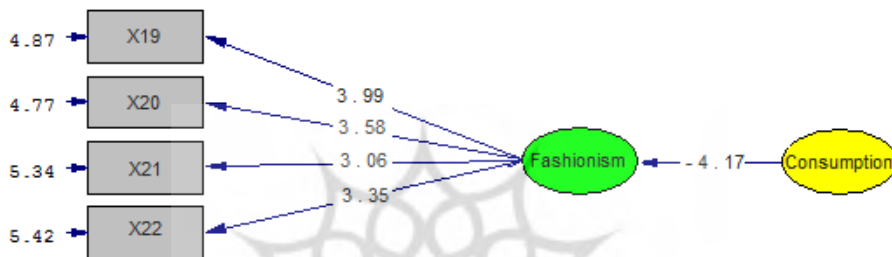 4.87 X19
3.99
4.77 X20
3.58
5.34 X21 3.06 Fashionism -4.17 Consumption
3.35
5.42 X22